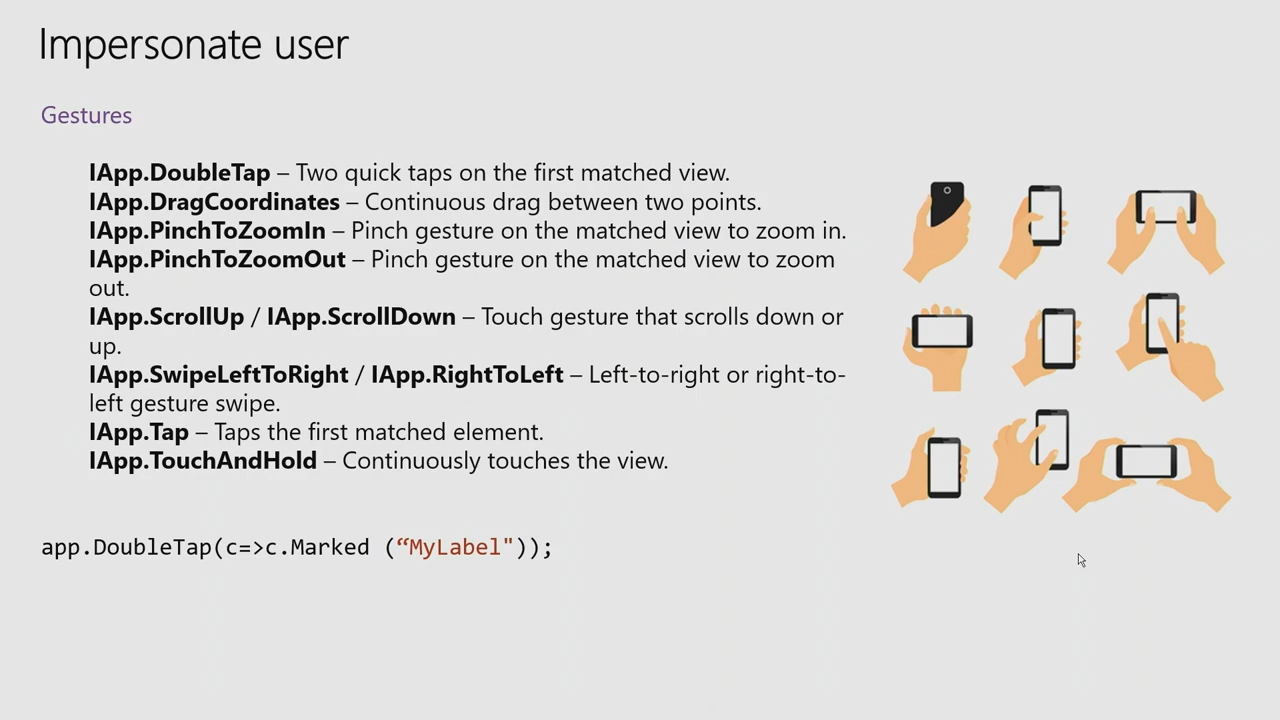 Impersonate user
Gestures
IApp.DoubleTap – Two quick taps on the first matched view.
IApp.DragCoordinates – Continuous drag between two points.
IApp.PinchToZoomIn – Pinch gesture on the matched view to zoom in.
IApp.PinchToZoomOut – Pinch gesture on the matched view to zoom
out.
IApp.ScrollUp / IApp.ScrollDown – Touch gesture that scrolls down or
up.
IApp.SwipeLeftToRight / IApp.RightToLeft – Left-to-right or right-to-
left gesture swipe.
IApp.Tap – Taps the first matched element.
IApp.TouchAndHold – Continuously touches the view.
app.DoubleTap(c=>c.Marked (“MyLabel"));